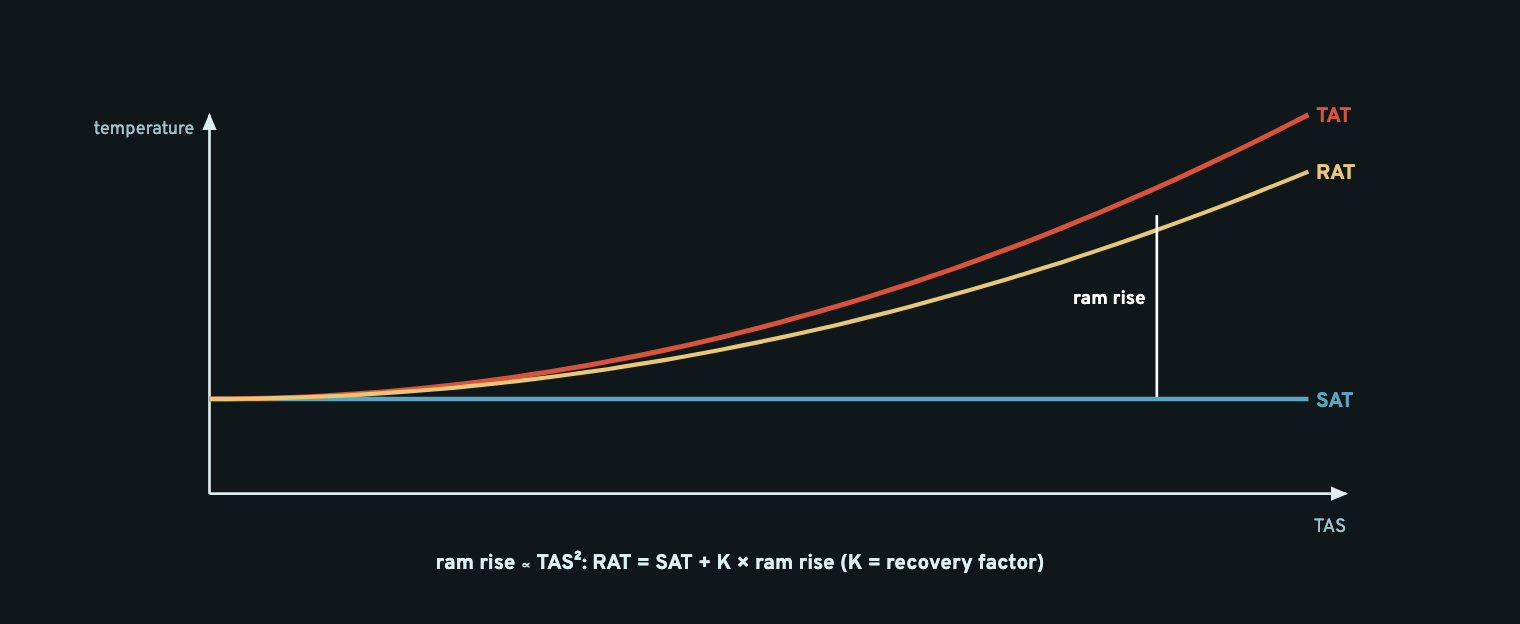 TAT
temperature
RAT
ram rise
SAT
TAS
ram rise ∝ TAS²: RAT = SAT + K × ram rise (K = recovery factor)